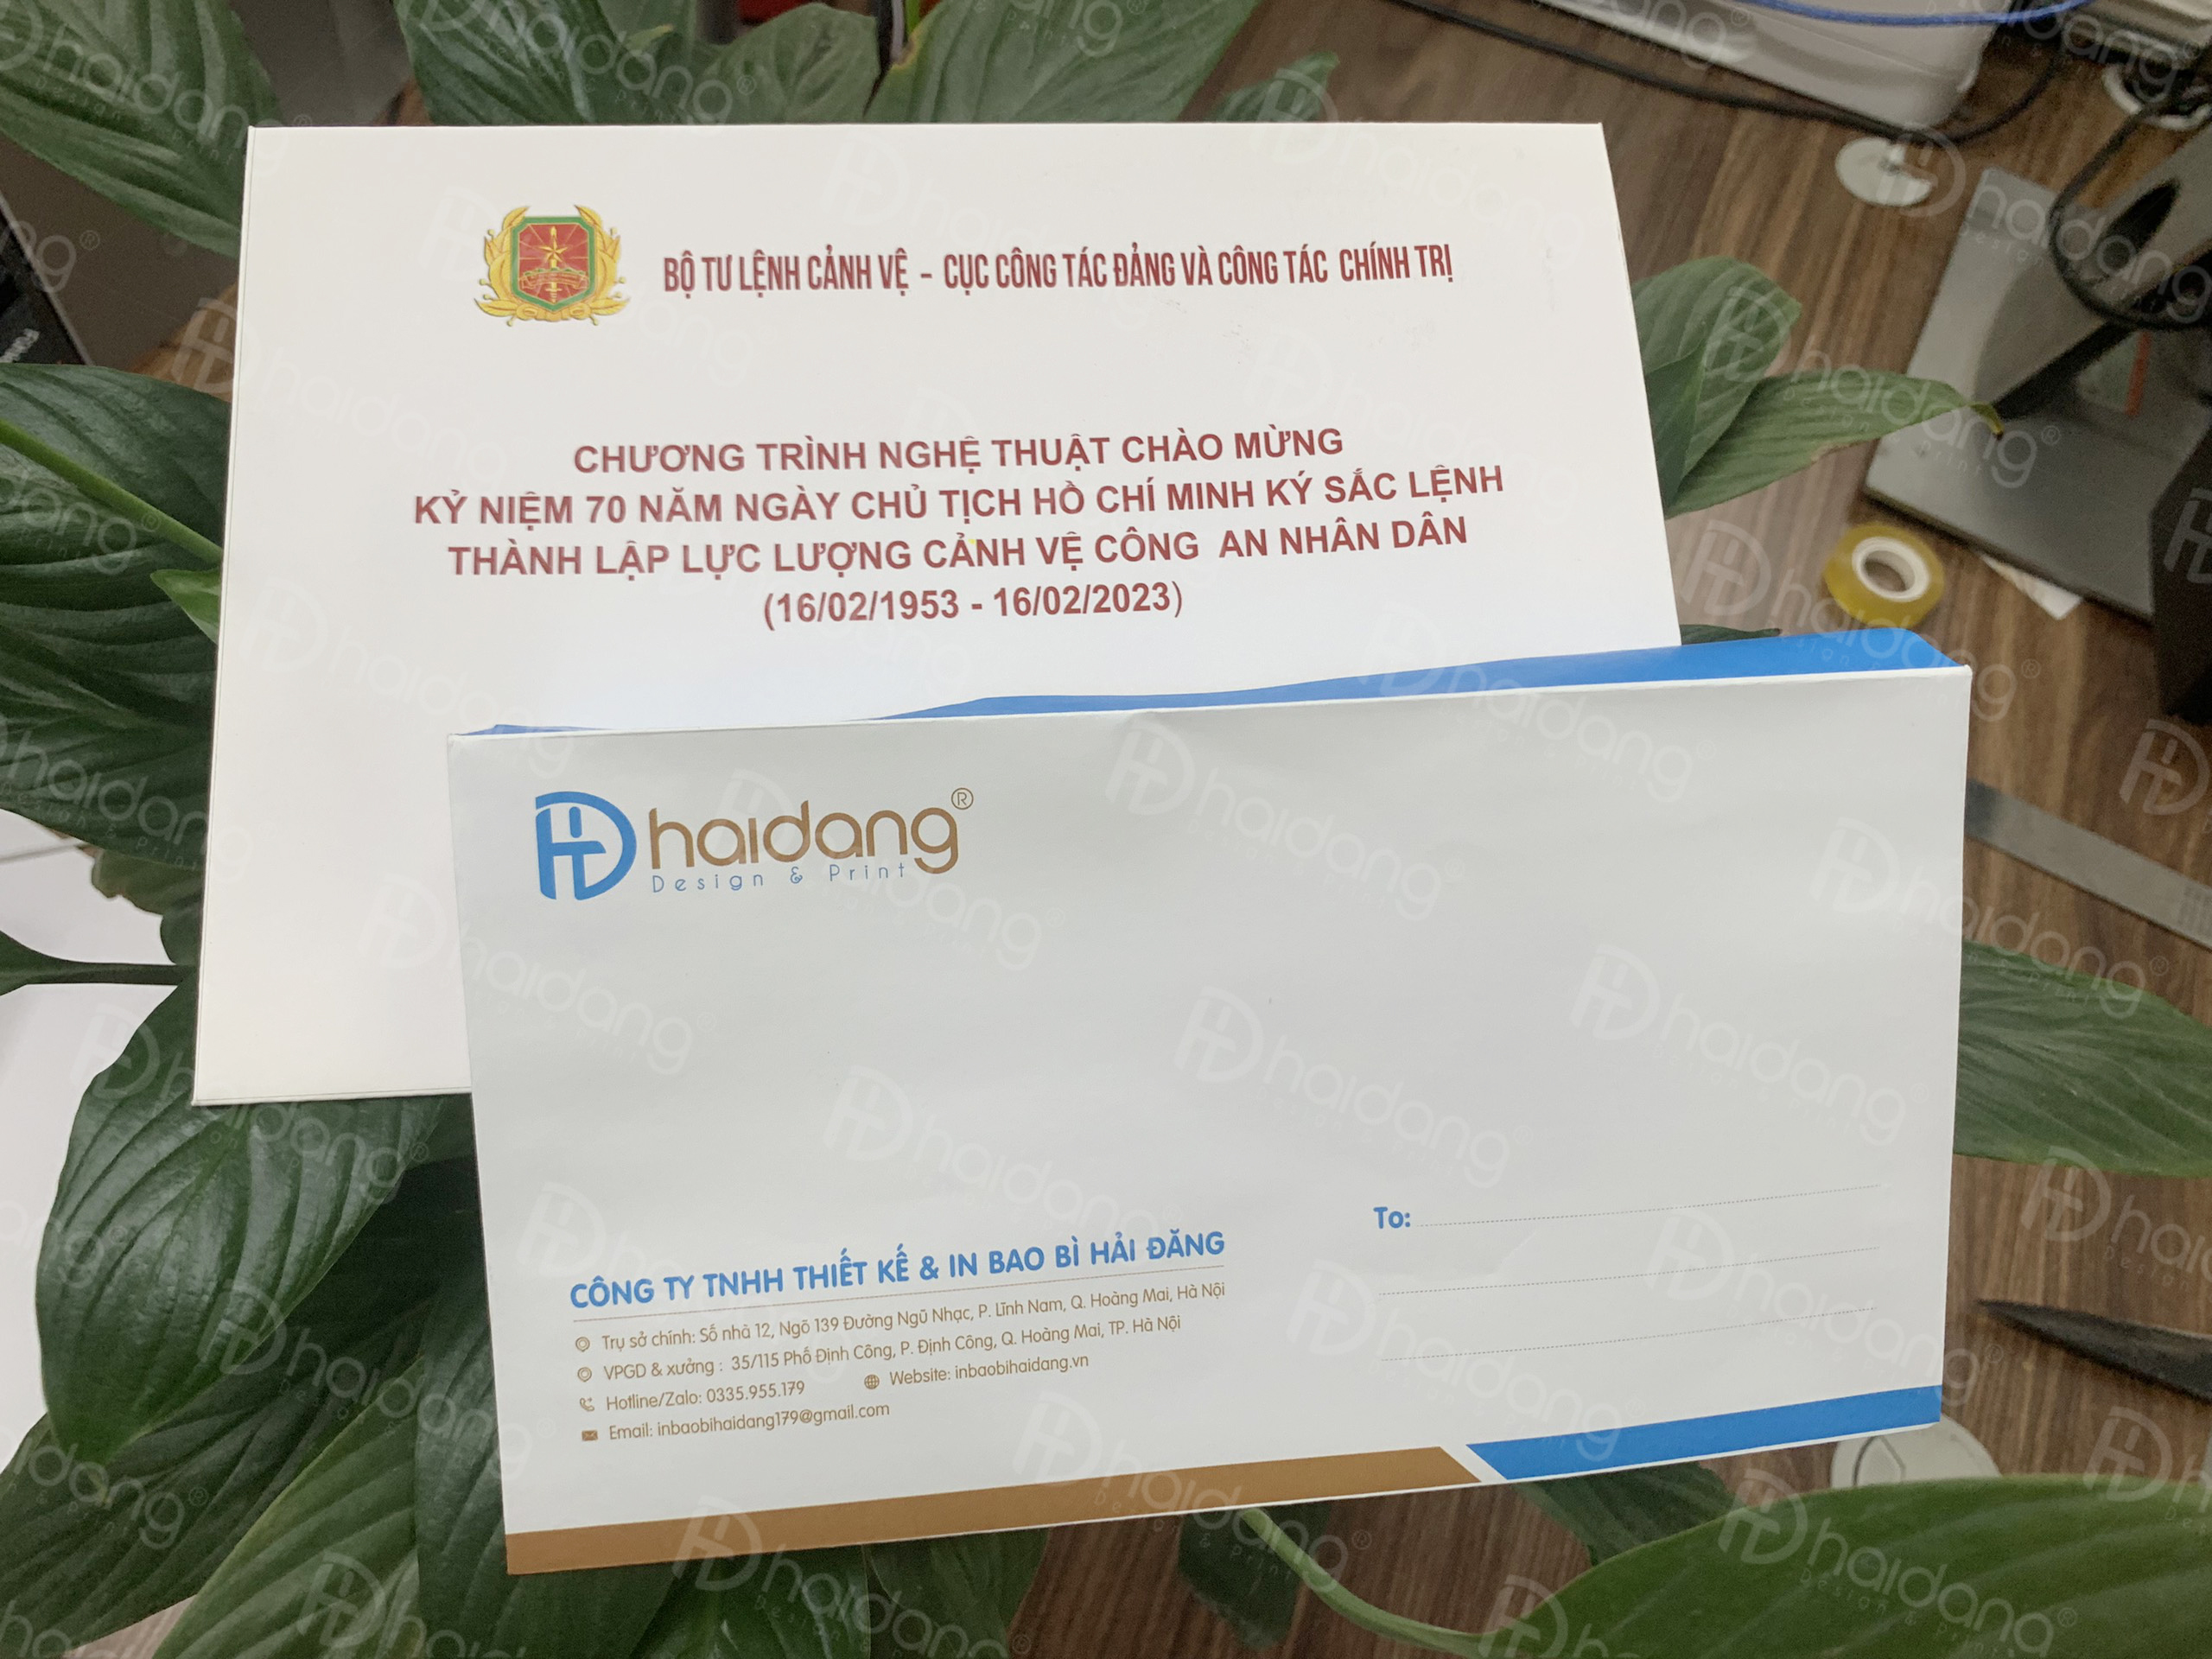 BỘ TƯ LỆNH CẢNH VỆ - CỤC CÔNG TÁC ĐẢNG VÀ CÔNG TÁC CHÍNH TRỊ
CHƯƠNG TRÌNH NGHỆ THUẬT CHÀO MỪNG
KỶ NIỆM 70 NĂM NGÀY CHỦ TỊCH HỒ CHÍ MINH KÝ SẮC LỆNH
THÀNH LẬP LỰC LƯỢNG CẢNH VỆ CÔNG AN NHÂN DÂN
(16/02/1953 - 16/02/2023)
haidang®
Design & Print
CÔNG TY TNHH THIẾT KẾ & IN BAO BÌ HẢI ĐĂNG
Trụ sở chính: Số nhà 12, Ngõ 139 Đường Ngũ Nhạc, P. Lĩnh Nam, Q. Hoàng Mai, Hà Nội
VPGD & xưởng : 35/115 Phố Định Công, P. Định Công, Q. Hoàng Mai, TP. Hà Nội
Hotline/Zalo: 0335.955.179 Website: inbaobihaidang.vn
Email: inbaobihaidang179@gmail.com
To: